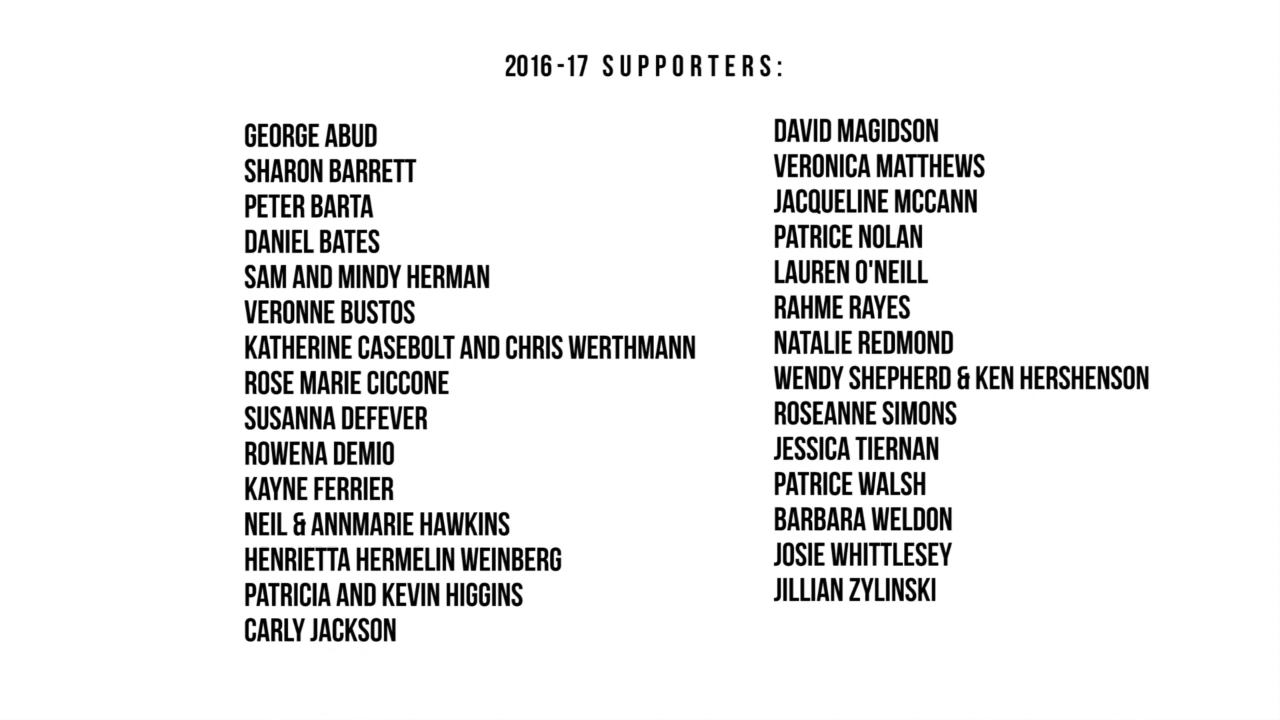 2016-17 SUPPORTERS:
GEORGE ABUD
SHARON BARRETT
PETER BARTA
DANIEL BATES
SAM AND MINDY HERMAN
VERONNE BUSTOS
KATHERINE CASEBOLT AND CHRIS WERTHMANN
ROSE MARIE CICCONE
SUSANNA DEFEVER
ROWENA DEMIO
KAYNE FERRIER
NEIL & ANNMARIE HAWKINS
HENRIETTA HERMELIN WEINBERG
PATRICIA AND KEVIN HIGGINS
CARLY JACKSON
DAVID MAGIDSON
VERONICA MATTHEWS
JACQUELINE MCCANN
PATRICE NOLAN
LAUREN O'NEILL
RAHME RAYES
NATALIE REDMOND
WENDY SHEPHERD & KEN HERSHENSON
ROSEANNE SIMONS
JESSICA TIERNAN
PATRICE WALSH
BARBARA WELDON
JOSIE WHITTLESEY
JILLIAN ZYLINSKI